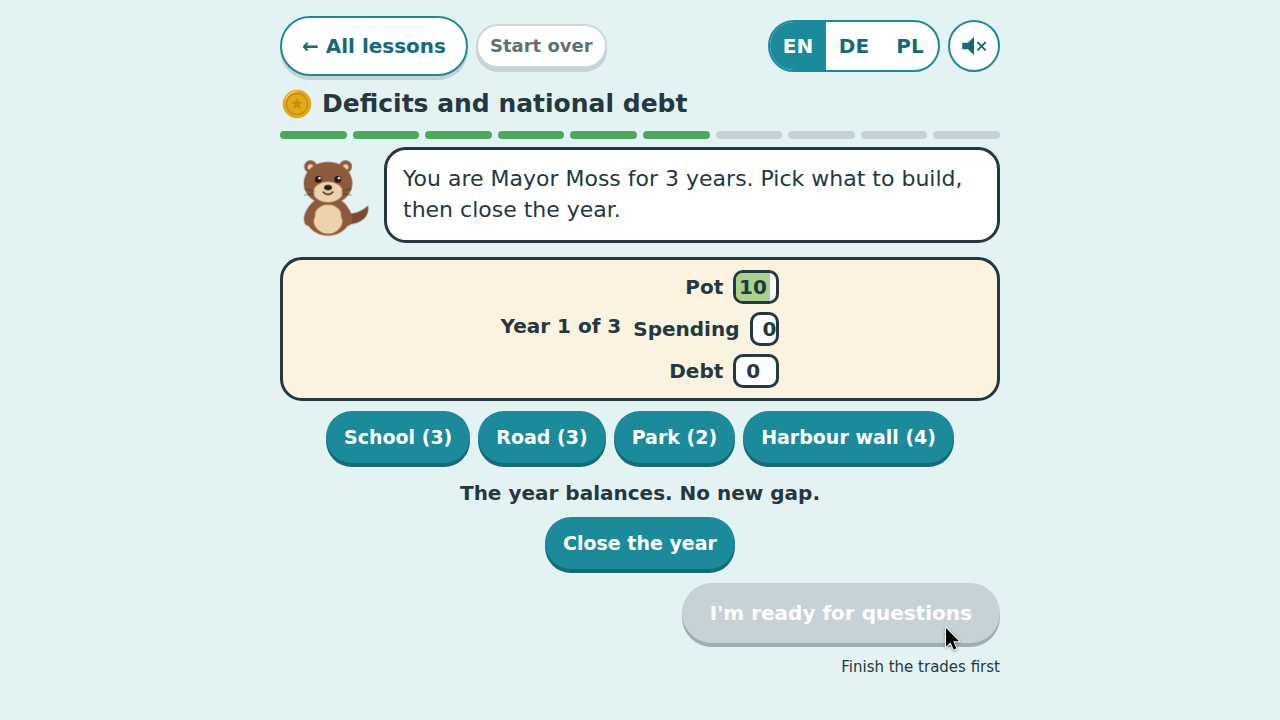 ← All lessons
Start over
EN DE PL
Deficits and national debt
You are Mayor Moss for 3 years. Pick what to build,
then close the year.
Pot 10
Year 1 of 3 Spending 0
Debt 0
School (3) Road (3) Park (2) Harbour wall (4)
The year balances. No new gap.
Close the year
I'm ready for questions
Finish the trades first